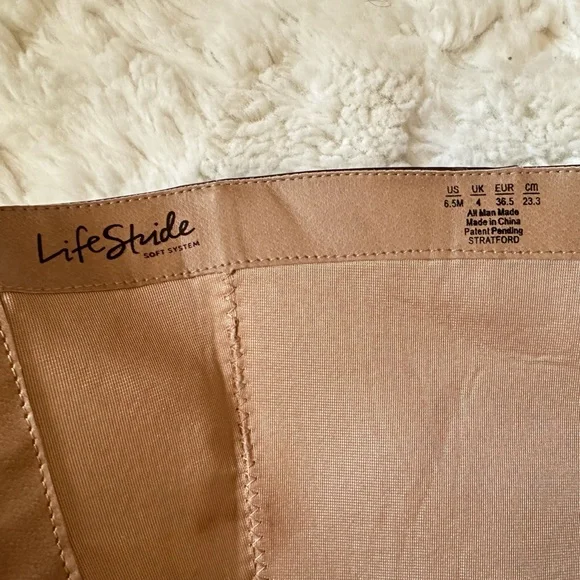 LifeStride
SOFT SYSTEM
US UK EUR cm
6.5M 4 36.5 23.3
All Man Made
Made in China
Patent Pending
STRATFORD